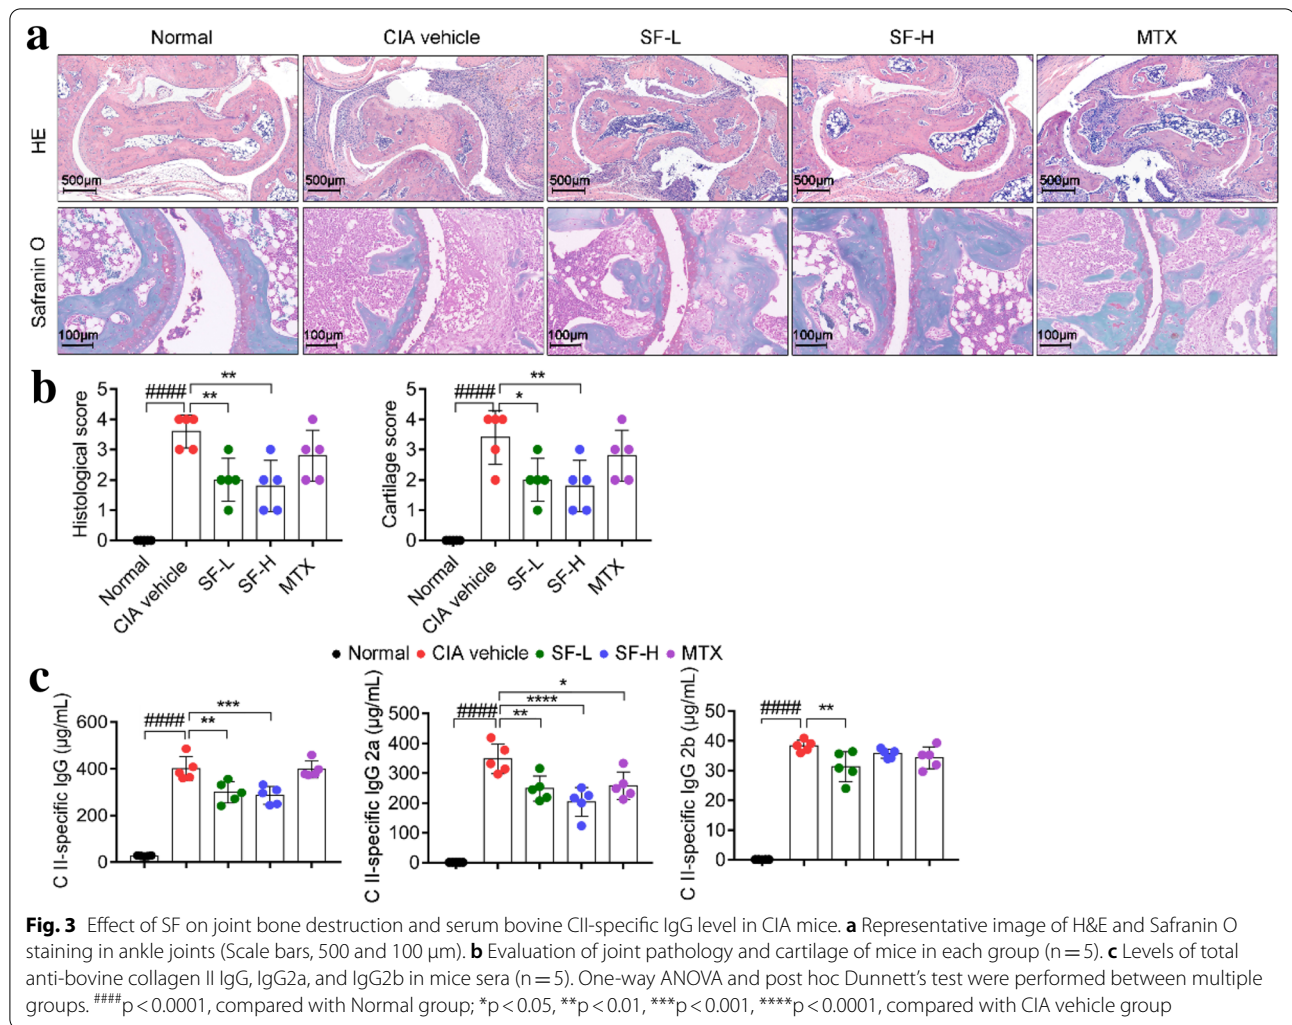 a
Normal CIA vehicle SF-L SF-H MTX
HE
500µm 500µm 500µm 500µm 500µm
Safranin O
100µm 100µm 100µm 100µm 100µm
b
Histological score
5
4
3
2
1
0
####
**
**
Normal CIA vehicle SF-L SF-H MTX
Cartilage score
5
4
3
2
1
0
####
*
**
Normal CIA vehicle SF-L SF-H MTX
Normal CIA vehicle SF-L SF-H MTX
c
C II-specific IgG (µg/mL)
600
400
200
0
####
**
***
C II-specific IgG 2a (µg/mL)
500
400
300
200
100
0
####
**
****
*
C II-specific IgG 2b (µg/mL)
50
40
30
20
10
0
####
**
Fig. 3 Effect of SF on joint bone destruction and serum bovine CII-specific IgG level in CIA mice. a Representative image of H&E and Safranin O
staining in ankle joints (Scale bars, 500 and 100 µm). b Evaluation of joint pathology and cartilage of mice in each group (n = 5). c Levels of total
anti-bovine collagen II IgG, IgG2a, and IgG2b in mice sera (n = 5). One-way ANOVA and post hoc Dunnett's test were performed between multiple
groups. ####p < 0.0001, compared with Normal group; *p < 0.05, **p < 0.01, ***p < 0.001, ****p < 0.0001, compared with CIA vehicle group